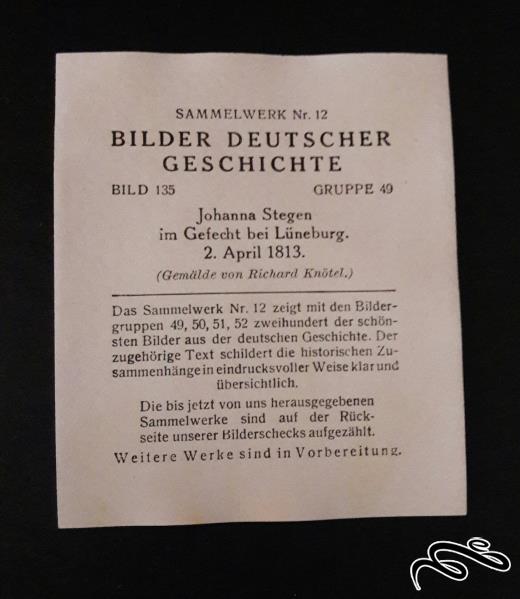 SAMMELWERK Nr. 12
BILDER DEUTSCHER
GESCHICHTE
BILD 135 GRUPPE 49
Johanna Stegen
im Gefecht bei Lüneburg.
2. April 1813.
(Gemälde von Richard Knötel.)
Das Sammelwerk Nr. 12 zeigt mit den Bilder-
gruppen 49, 50, 51, 52 zweihundert der schön-
sten Bilder aus der deutschen Geschichte. Der
zugehörige Text schildert die historischen Zu-
sammenhänge in eindrucksvoller Weise klar und
übersichtlich.
Die bis jetzt von uns herausgegebenen
Sammelwerke sind auf der Rück-
seite unserer Bilderschecks aufgezählt.
Weitere Werke sind in Vorbereitung.